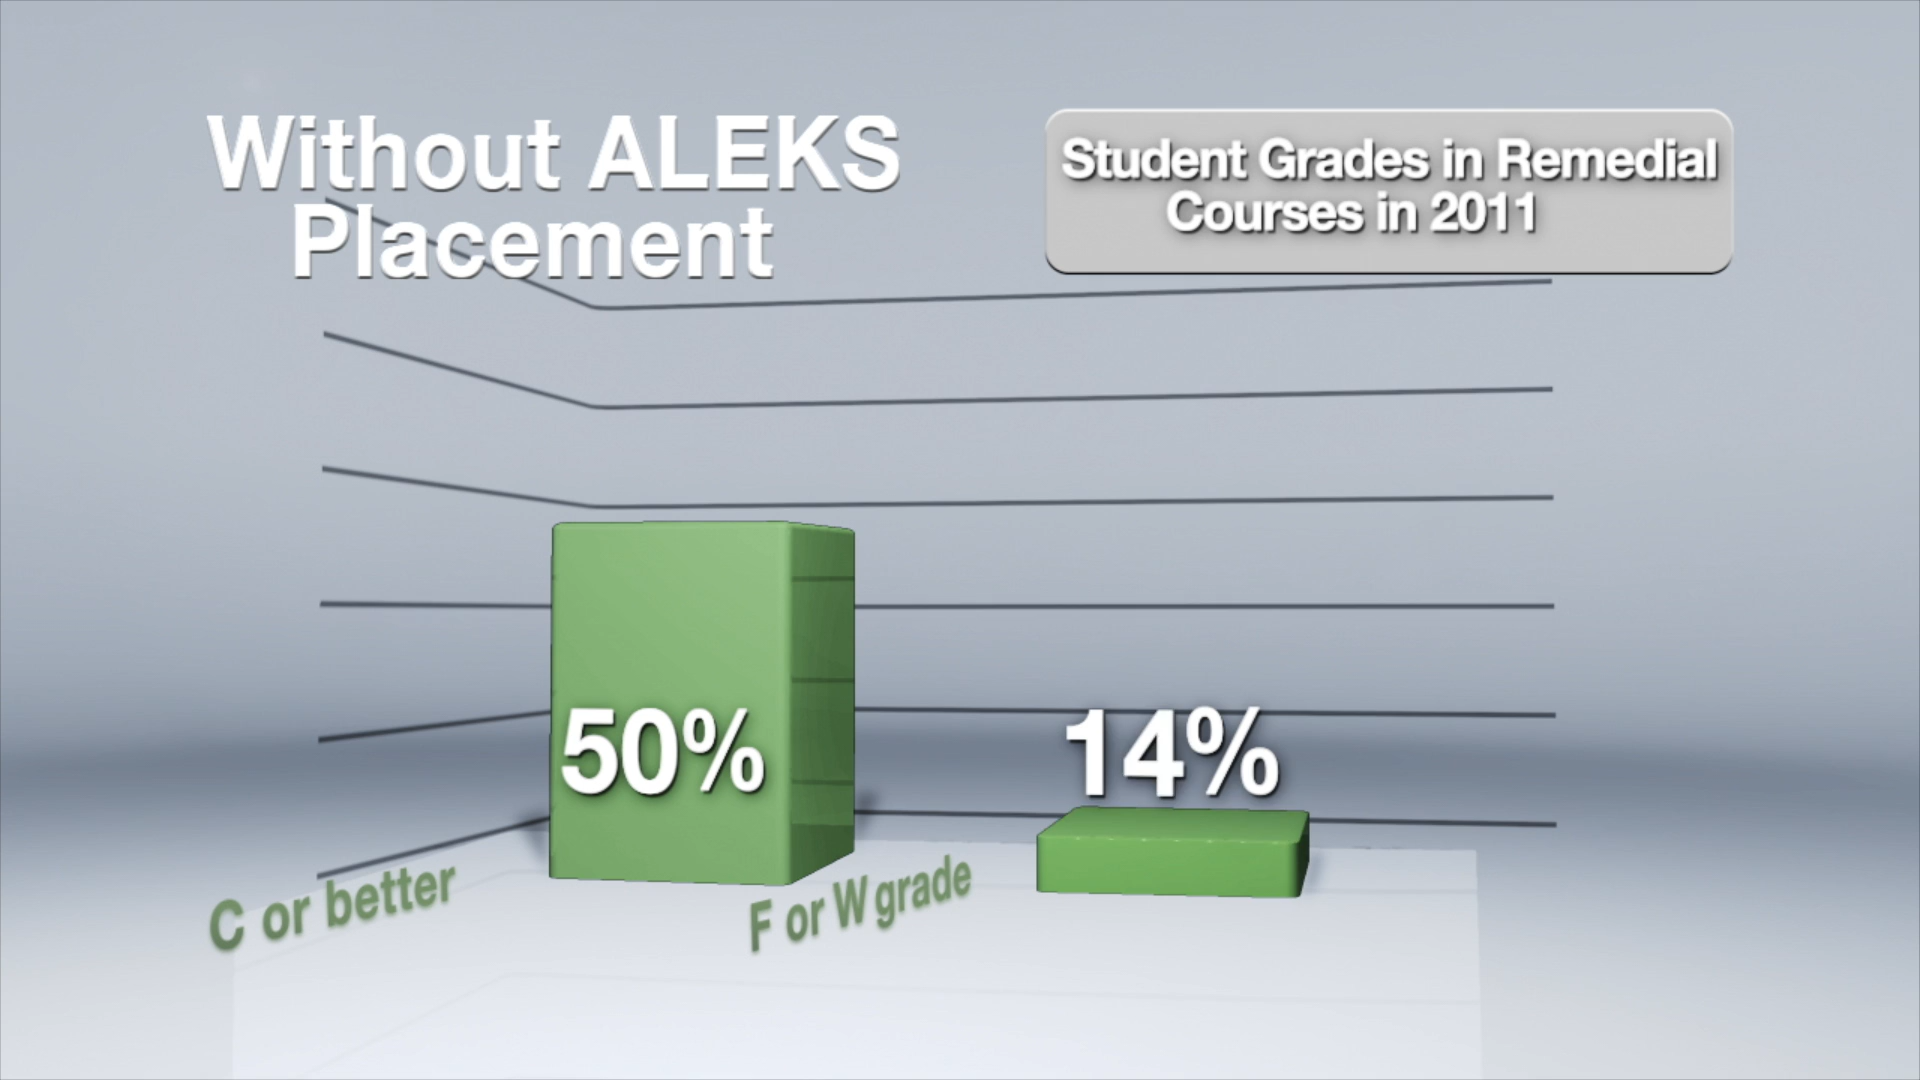 Without ALEKS
Placement
Student Grades in Remedial
Courses in 2011
50%
14%
C or better
F or W grade